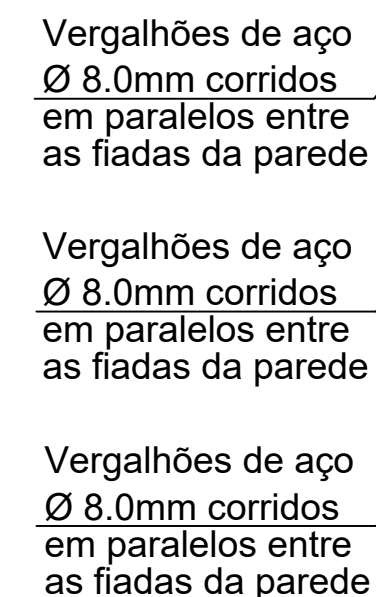 Vergalhões de aço
Ø 8.0mm corridos
em paralelos entre
as fiadas da parede
Vergalhões de aço
Ø 8.0mm corridos
em paralelos entre
as fiadas da parede
Vergalhões de aço
Ø 8.0mm corridos
em paralelos entre
as fiadas da parede